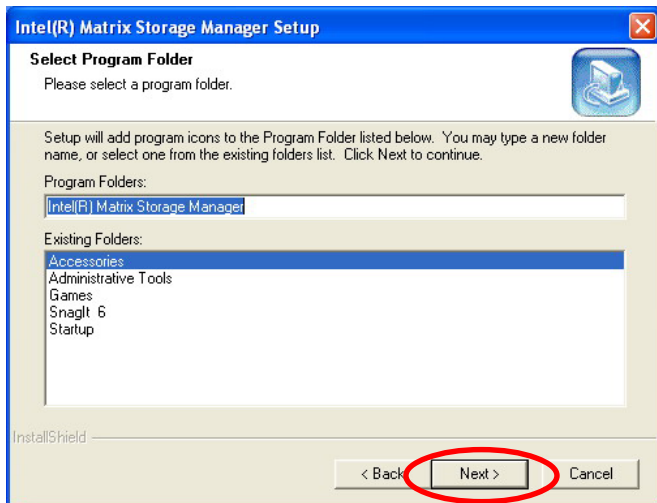 Intel(R) Matrix Storage Manager Setup
Select Program Folder
Please select a program folder.
Setup will add program icons to the Program Folder listed below. You may type a new folder
name, or select one from the existing folders list. Click Next to continue.
Program Folders:
Intel(R) Matrix Storage Manager
Existing Folders:
Accessories
Administrative Tools
Games
SnagIt 6
Startup
InstallShield
< Back
Next >
Cancel